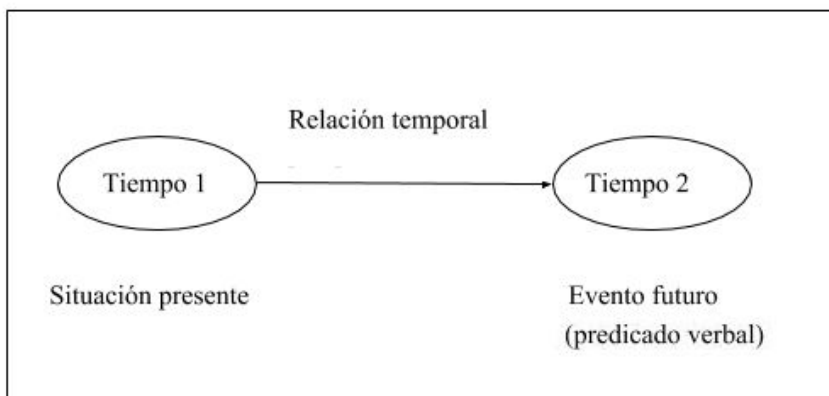 Relación temporal
Tiempo 1
Tiempo 2
Situación presente
Evento futuro
(predicado verbal)